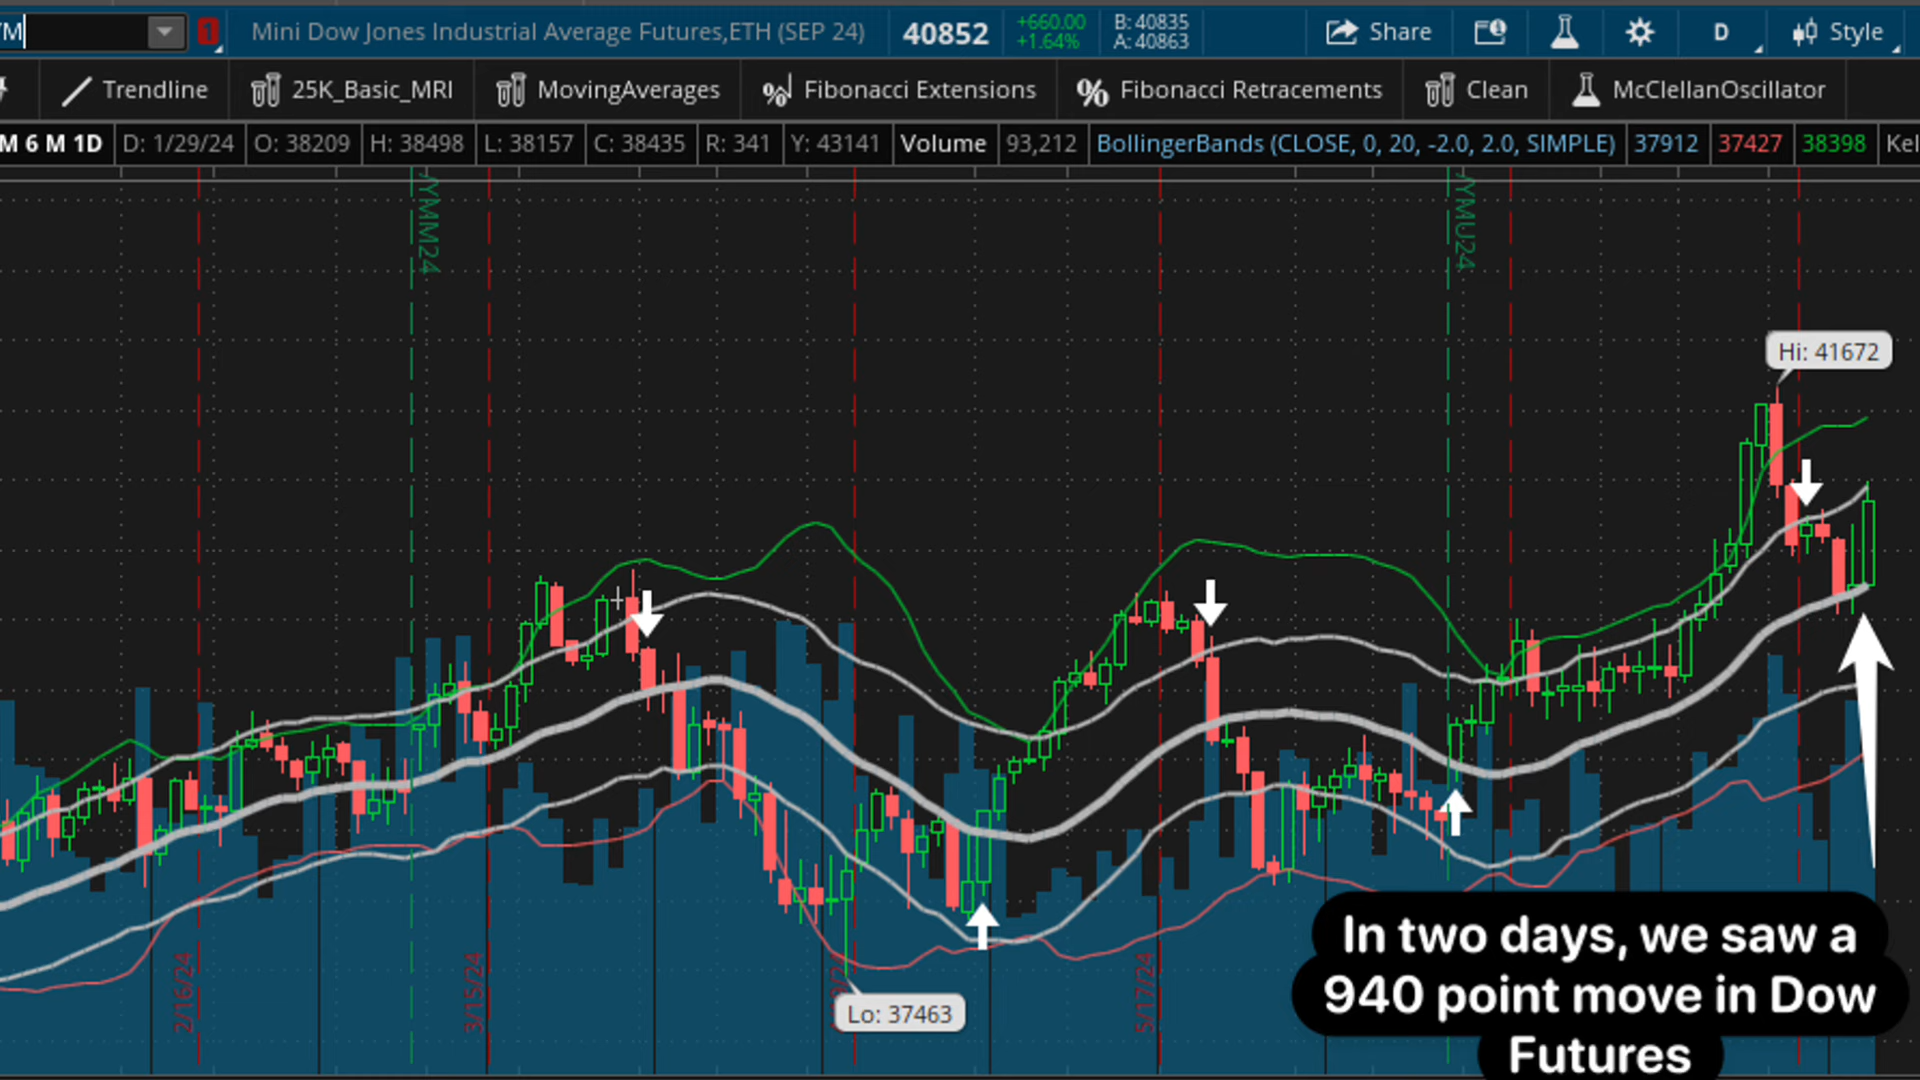 YM 1 Mini Dow Jones Industrial Average Futures,ETH (SEP 24) 40852 +660.00 +1.64% B: 40835 A: 40863 Share D Style
Trendline 25K_Basic_MRI MovingAverages Fibonacci Extensions Fibonacci Retracements Clean McClellanOscillator
M 6 M 1D D: 1/29/24 O: 38209 H: 38498 L: 38157 C: 38435 R: 341 Y: 43141 Volume 93,212 BollingerBands (CLOSE, 0, 20, -2.0, 2.0, SIMPLE) 37912 37427 38398 Kel
/YMM24
/YMU24
Hi: 41672
Lo: 37463
2/16/24
3/15/24
5/17/24
In two days, we saw a
940 point move in Dow
Futures